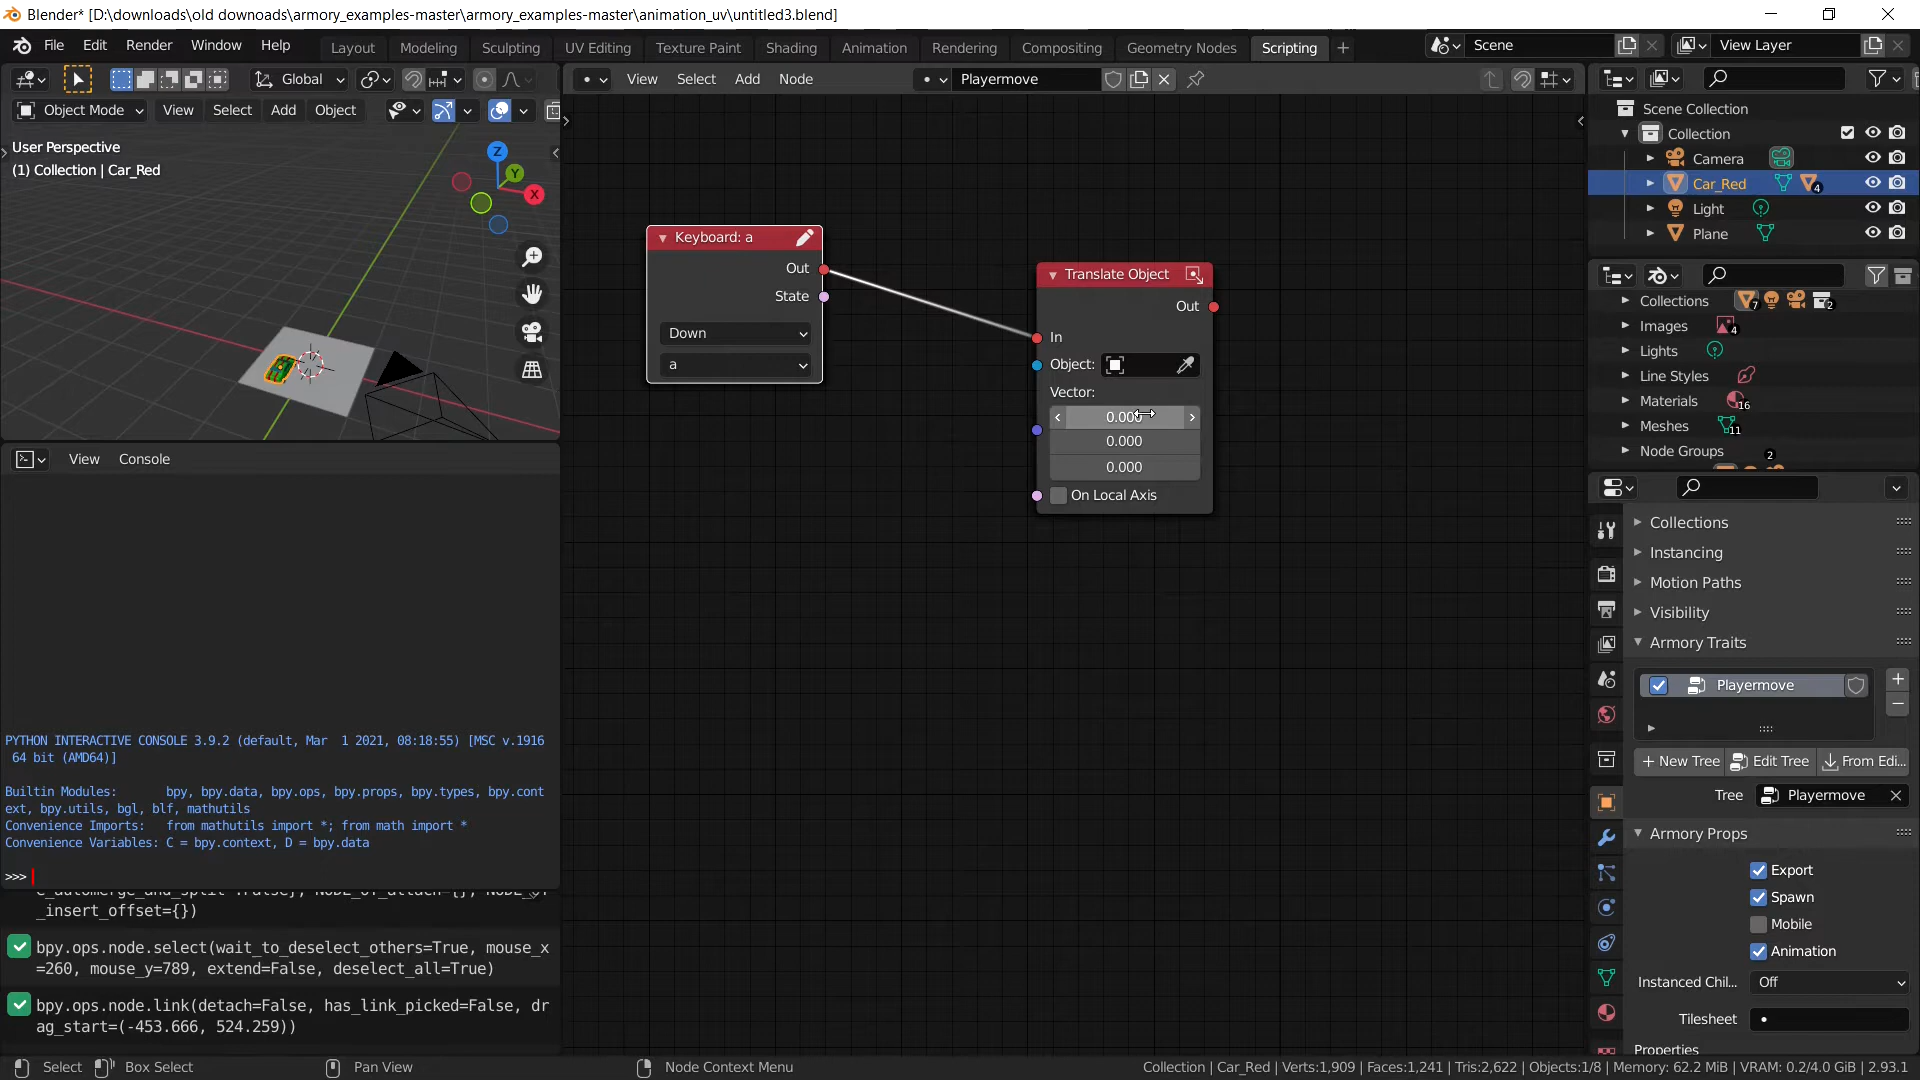 Blender* [D:\downloads\old downoads\armory_examples-master\armory_examples-master\animation_uv\untitled3.blend]
File Edit Render Window Help Layout Modeling Sculpting UV Editing Texture Paint Shading Animation Rendering Compositing Geometry Nodes Scripting Scene View Layer
Global
View Select Add Node Playermove
Object Mode View Select Add Object
User Perspective
(1) Collection | Car_Red
Z
Y
X
Keyboard: a
Out
State
Down
a
Translate Object
Out
In
Object:
Vector:
0.000
0.000
0.000
On Local Axis
View Console
PYTHON INTERACTIVE CONSOLE 3.9.2 (default, Mar 1 2021, 08:18:55) [MSC v.1916
64 bit (AMD64)]
Builtin Modules: bpy, bpy.data, bpy.ops, bpy.props, bpy.types, bpy.cont
ext, bpy.utils, bgl, blf, mathutils
Convenience Imports: from mathutils import *; from math import *
Convenience Variables: C = bpy.context, D = bpy.data
>>>
_insert_offset={})
bpy.ops.node.select(wait_to_deselect_others=True, mouse_x
=260, mouse_y=789, extend=False, deselect_all=True)
bpy.ops.node.link(detach=False, has_link_picked=False, dr
ag_start=(-453.666, 524.259))
Scene Collection
Collection
Camera
Car_Red 4
Light
Plane
Collections 7 2
Images 4
Lights
Line Styles
Materials 16
Meshes 11
Node Groups 2
Collections
Instancing
Motion Paths
Visibility
Armory Traits
Playermove
New Tree Edit Tree From Edi...
Tree Playermove
Armory Props
Export
Spawn
Mobile
Animation
Instanced Chil... Off
Tilesheet
Properties
Select Box Select Pan View Node Context Menu Collection | Car_Red | Verts:1,909 | Faces:1,241 | Tris:2,622 | Objects:1/8 | Memory: 62.2 MiB | VRAM: 0.2/4.0 GiB | 2.93.1